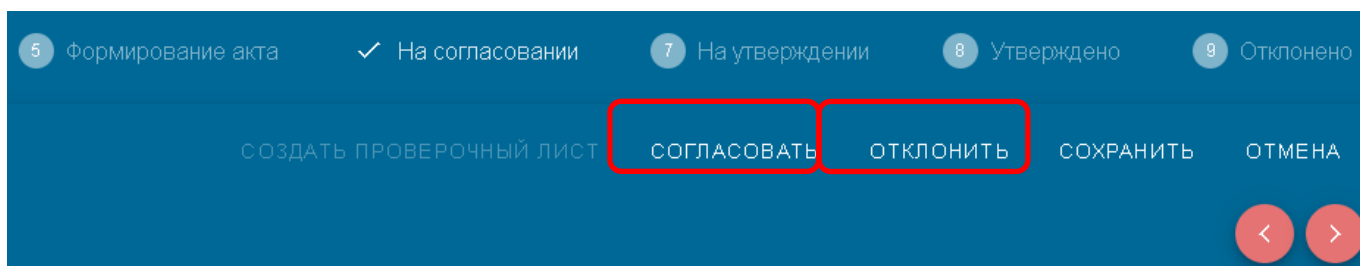 5 Формирование акта На согласовании 7 На утверждении 8 Утверждено 9 Отклонено
СОЗДАТЬ ПРОВЕРОЧНЫЙ ЛИСТ СОГЛАСОВАТЬ ОТКЛОНИТЬ СОХРАНИТЬ ОТМЕНА